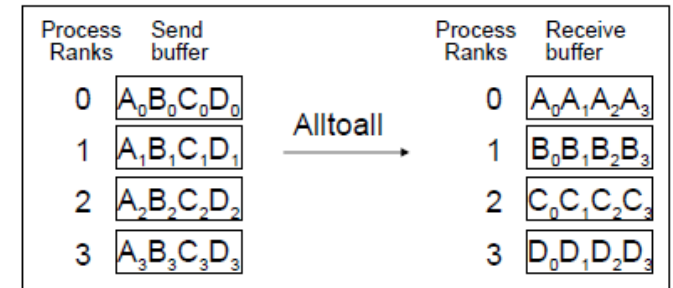 Process Ranks Send buffer Process Ranks Receive buffer
0 A₀B₀C₀D₀ Alltoall 0 A₀A₁A₂A₃
1 A₁B₁C₁D₁ 1 B₀B₁B₂B₃
2 A₂B₂C₂D₂ 2 C₀C₁C₂C₃
3 A₃B₃C₃D₃ 3 D₀D₁D₂D₃